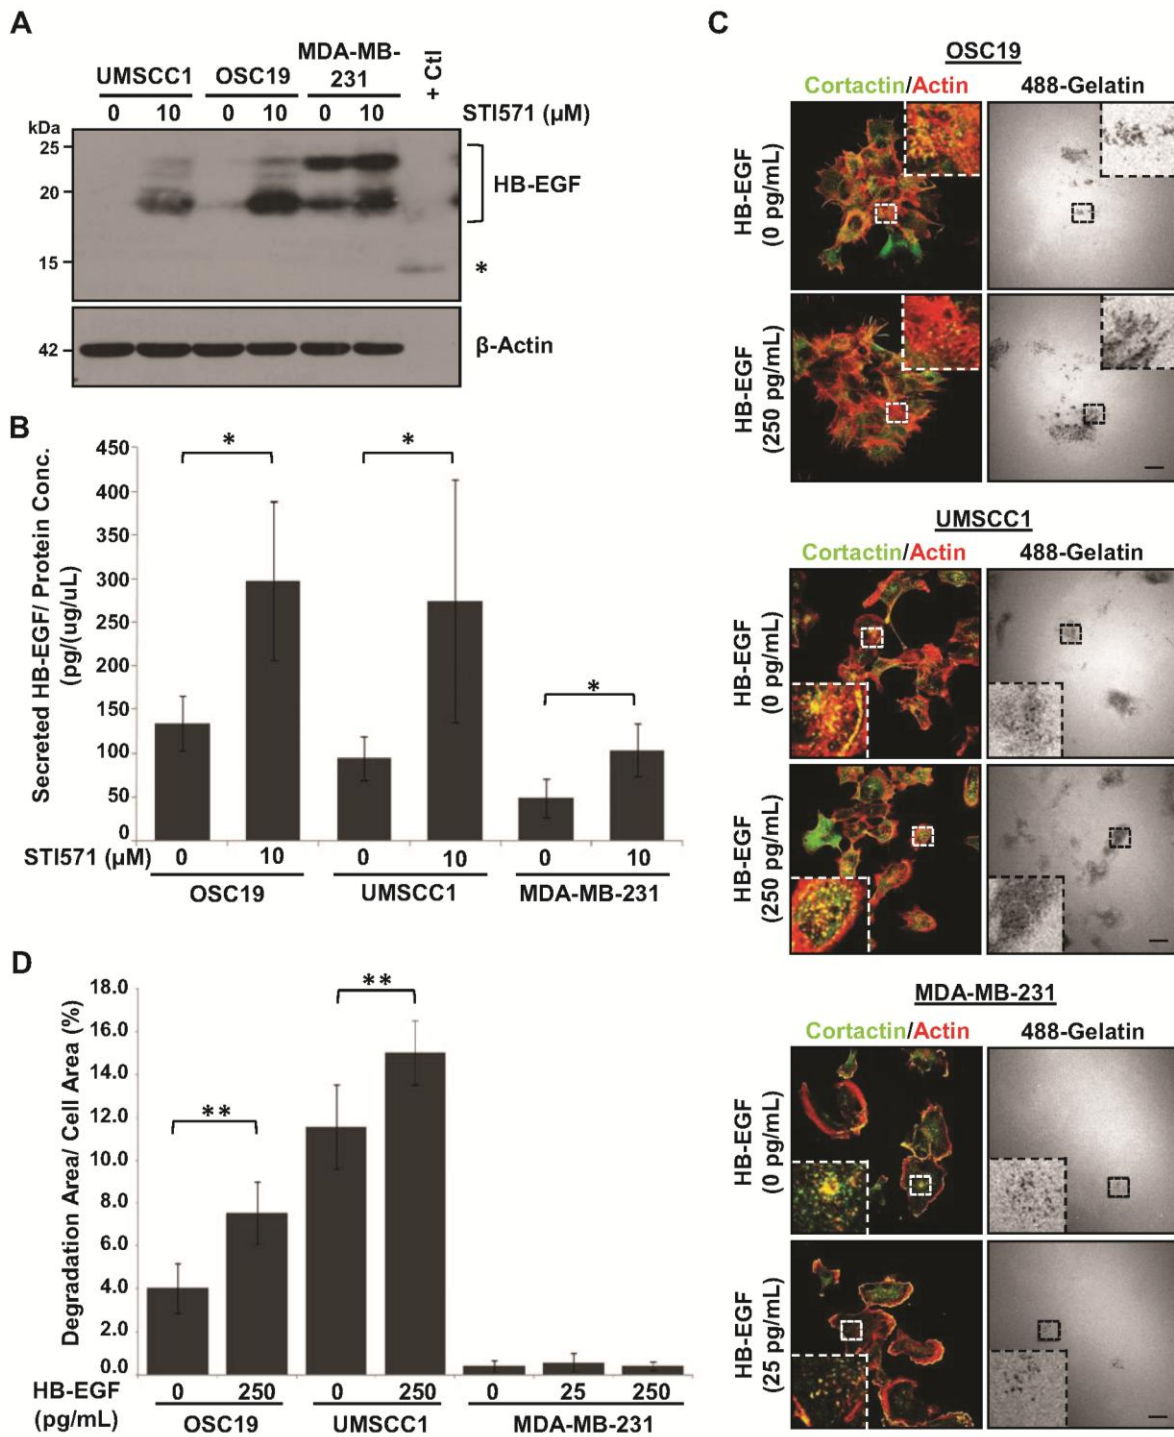 A
UMSCC1 OSC19 MDA-MB-231 + Ctl
0 10 0 10 0 10 STI571 (µM)
kDa
25
20
15
HB-EGF
*
42
β-Actin
B
Secreted HB-EGF/ Protein Conc.
(pg/(ug/uL)
450
400
350
300
250
200
150
100
50
0
* * *
STI571 (µM) 0 10 0 10 0 10
OSC19 UMSCC1 MDA-MB-231
D
Degradation Area/ Cell Area (%)
18.0
16.0
14.0
12.0
10.0
8.0
6.0
4.0
2.0
0.0
** **
HB-EGF 0 250 0 250 0 25 250
(pg/mL) OSC19 UMSCC1 MDA-MB-231
C
OSC19
Cortactin/Actin 488-Gelatin
HB-EGF
(0 pg/mL)
HB-EGF
(250 pg/mL)
UMSCC1
Cortactin/Actin 488-Gelatin
HB-EGF
(0 pg/mL)
HB-EGF
(250 pg/mL)
MDA-MB-231
Cortactin/Actin 488-Gelatin
HB-EGF
(0 pg/mL)
HB-EGF
(25 pg/mL)